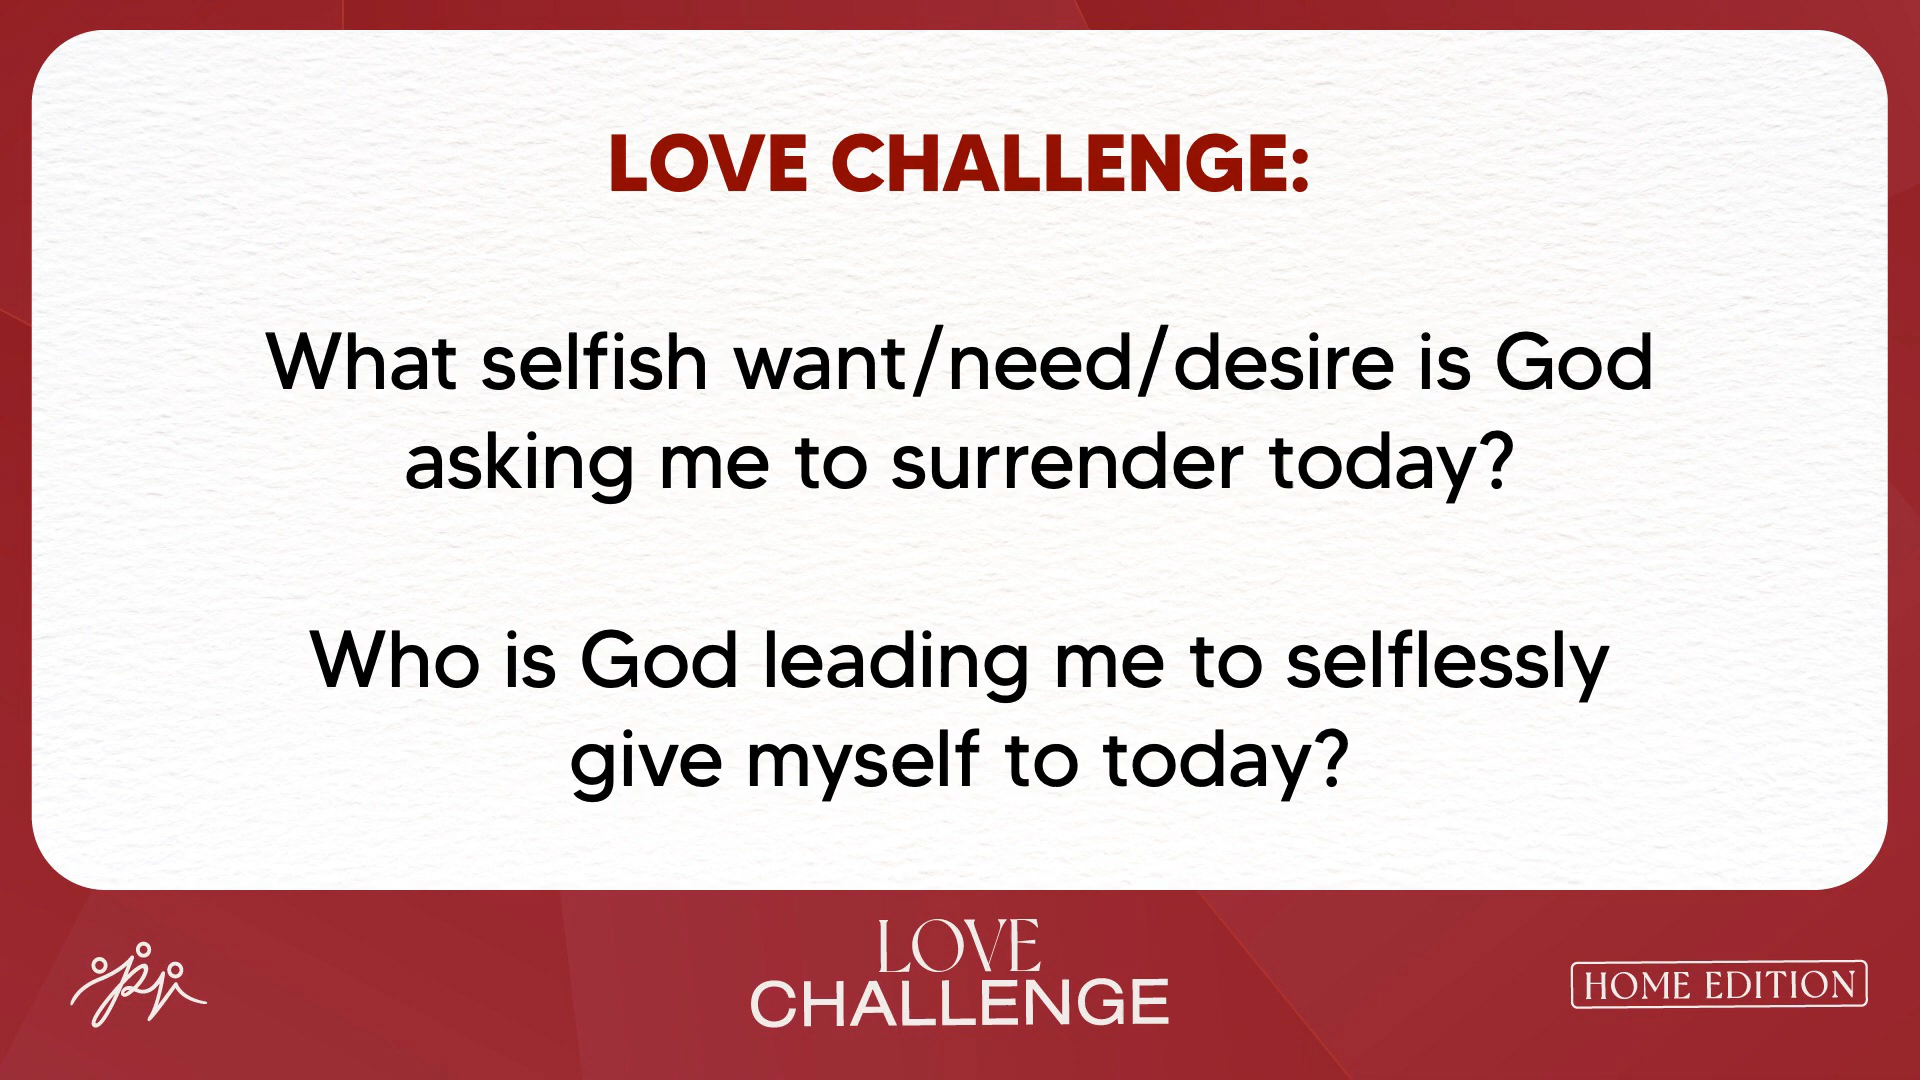 LOVE CHALLENGE:
What selfish want/need/desire is God
asking me to surrender today?
Who is God leading me to selflessly
give myself to today?
LOVE
CHALLENGE
HOME EDITION